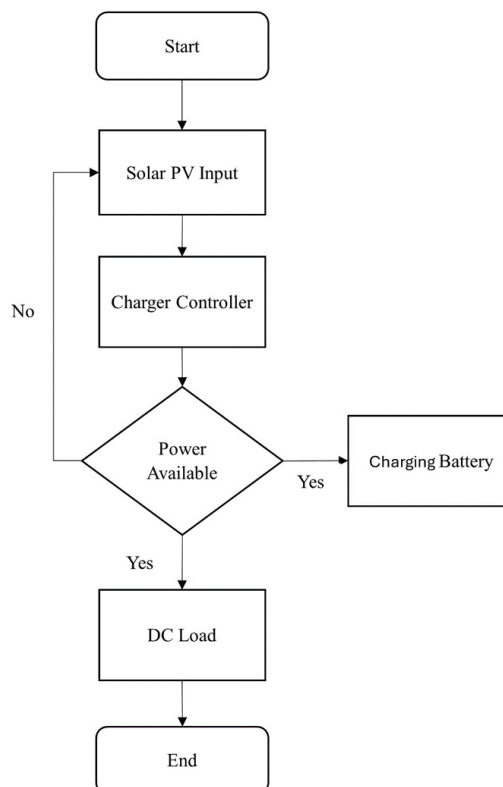 Start
Solar PV Input
Charger Controller
No
Power
Available
Charging Battery
Yes
Yes
DC Load
End